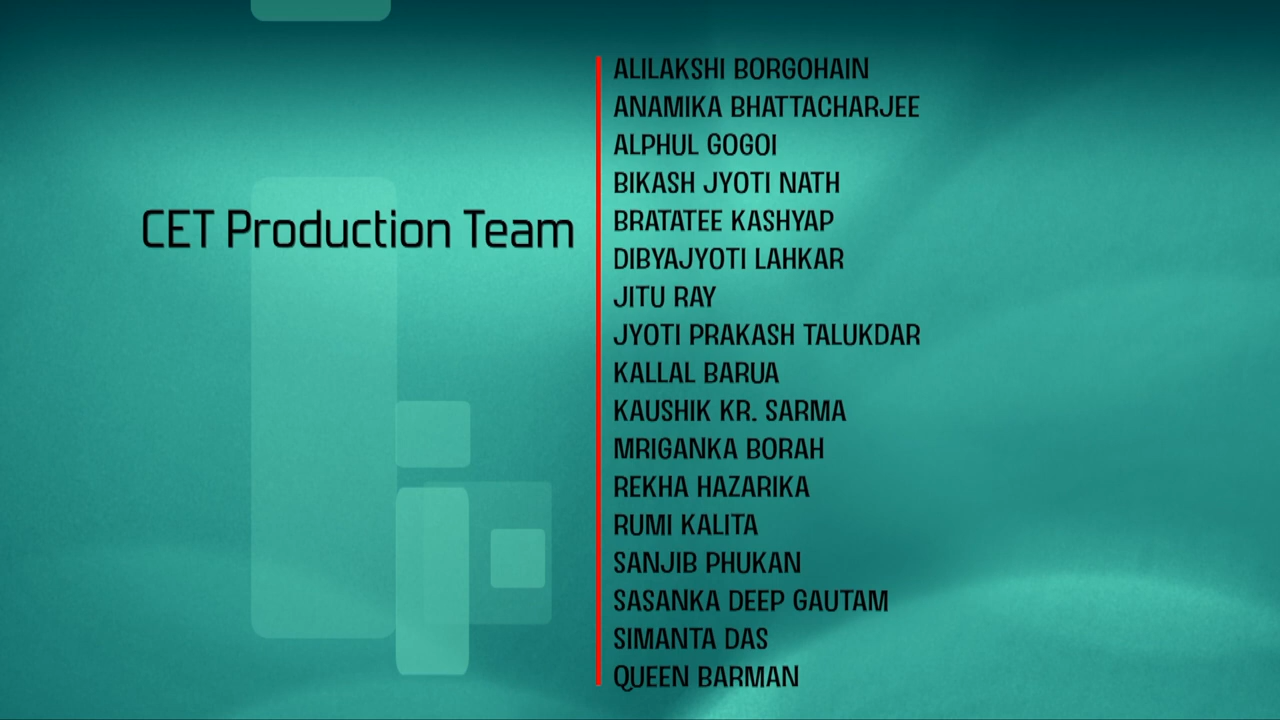 CET Production Team
ALILAKSHI BORGOHAIN
ANAMIKA BHATTACHARJEE
ALPHUL GOGOI
BIKASH JYOTI NATH
BRATATEE KASHYAP
DIBYAJYOTI LAHKAR
JITU RAY
JYOTI PRAKASH TALUKDAR
KALLAL BARUA
KAUSHIK KR. SARMA
MRIGANKA BORAH
REKHA HAZARIKA
RUMI KALITA
SANJIB PHUKAN
SASANKA DEEP GAUTAM
SIMANTA DAS
QUEEN BARMAN